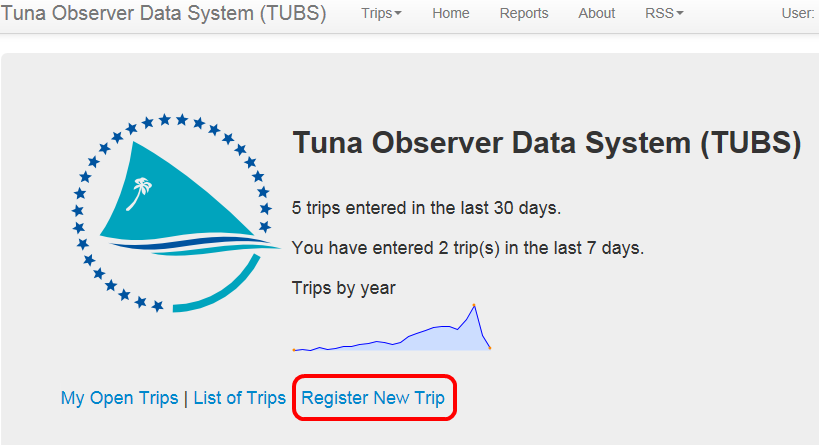 Tuna Observer Data System (TUBS) Trips Home Reports About RSS User:
Tuna Observer Data System (TUBS)
5 trips entered in the last 30 days.
You have entered 2 trip(s) in the last 7 days.
Trips by year
My Open Trips | List of Trips Register New Trip